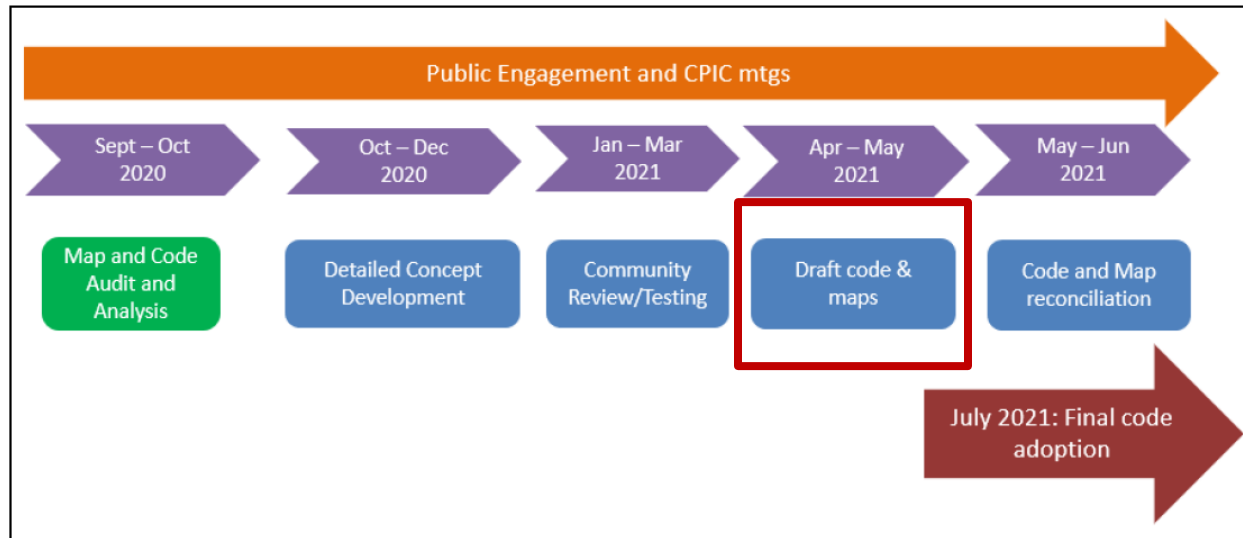 Public Engagement and CPIC mtgs
Sept – Oct
2020
Oct – Dec
2020
Jan – Mar
2021
Apr – May
2021
May – Jun
2021
Map and Code
Audit and
Analysis
Detailed Concept
Development
Community
Review/Testing
Draft code &
maps
Code and Map
reconciliation
July 2021: Final code
adoption